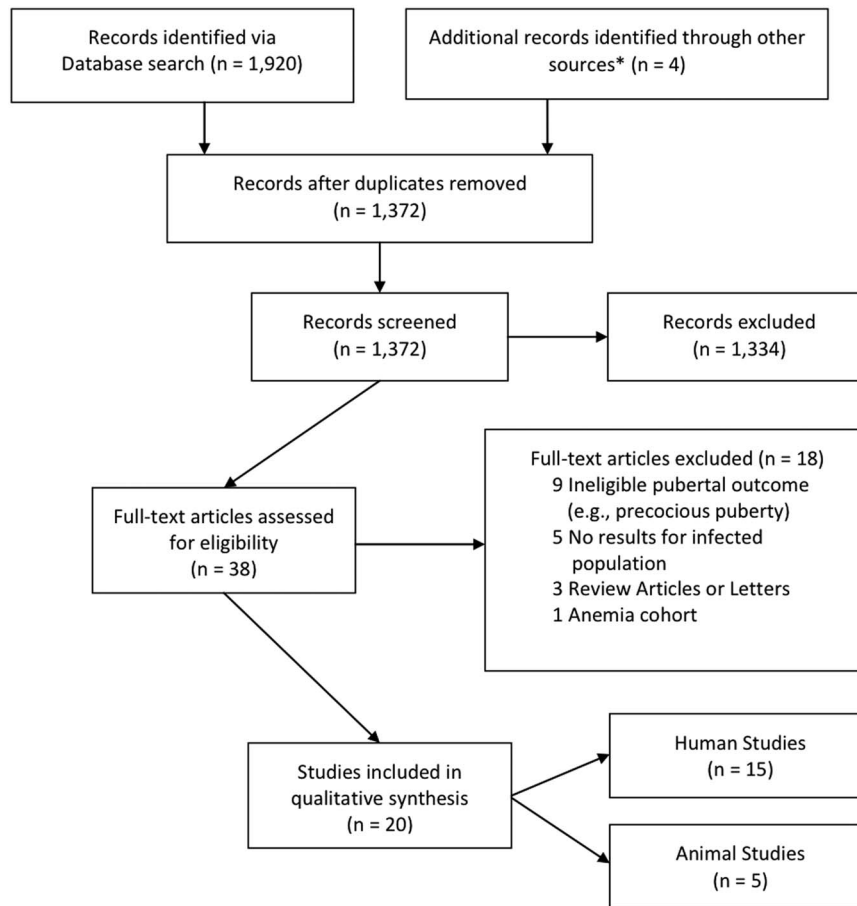 Records identified via
Database search (n = 1,920)
Additional records identified through other
sources* (n = 4)
Records after duplicates removed
(n = 1,372)
Records screened
(n = 1,372)
Records excluded
(n = 1,334)
Full-text articles assessed
for eligibility
(n = 38)
Full-text articles excluded (n = 18)
9 Ineligible pubertal outcome
(e.g., precocious puberty)
5 No results for infected
population
3 Review Articles or Letters
1 Anemia cohort
Studies included in
qualitative synthesis
(n = 20)
Human Studies
(n = 15)
Animal Studies
(n = 5)